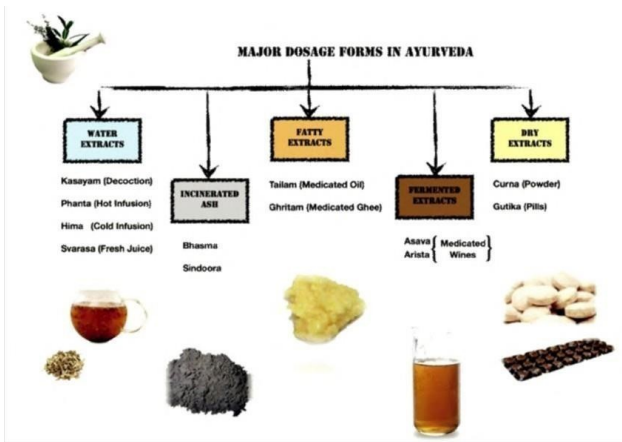 MAJOR DOSAGE FORMS IN AYURVEDA
WATER
EXTRACTS
Kasayam (Decoction)
Phanta (Hot Infusion)
Hima (Cold Infusion)
Svarasa (Fresh Juice)
INCINERATED
ASH
Bhasma
Sindoora
FATTY
EXTRACTS
Tailam (Medicated Oil)
Ghritam (Medicated Ghee)
FERMENTED
EXTRACTS
Asava { Medicated }
Arista { Wines }
DRY
EXTRACTS
Curna (Powder)
Gutika (Pills)